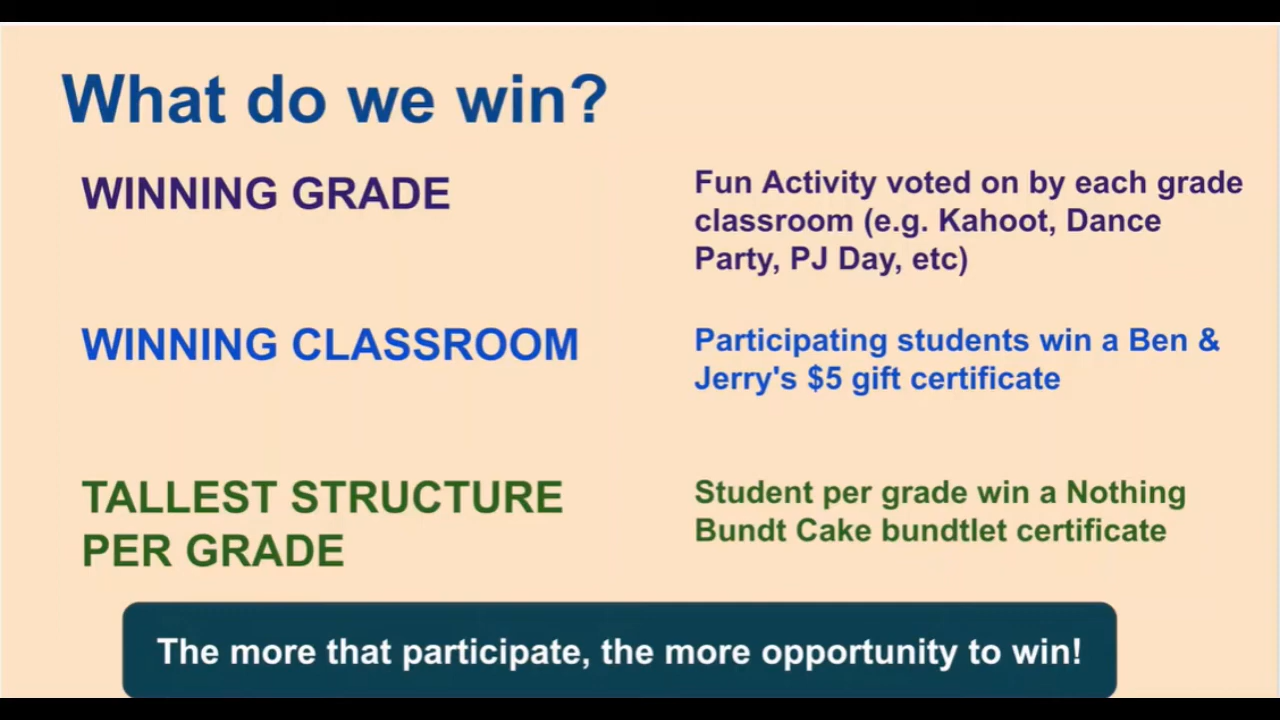 What do we win?
WINNING GRADE
Fun Activity voted on by each grade
classroom (e.g. Kahoot, Dance
Party, PJ Day, etc)
WINNING CLASSROOM
Participating students win a Ben &
Jerry's $5 gift certificate
TALLEST STRUCTURE
PER GRADE
Student per grade win a Nothing
Bundt Cake bundtlet certificate
The more that participate, the more opportunity to win!